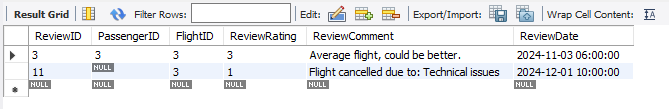 Result Grid Filter Rows: Edit: Export/Import: Wrap Cell Content:
ReviewID PassengerID FlightID ReviewRating ReviewComment ReviewDate
3 3 3 3 Average flight, could be better. 2024-11-03 06:00:00
11 NULL 3 1 Flight cancelled due to: Technical issues 2024-12-01 10:00:00
NULL NULL NULL NULL NULL NULL